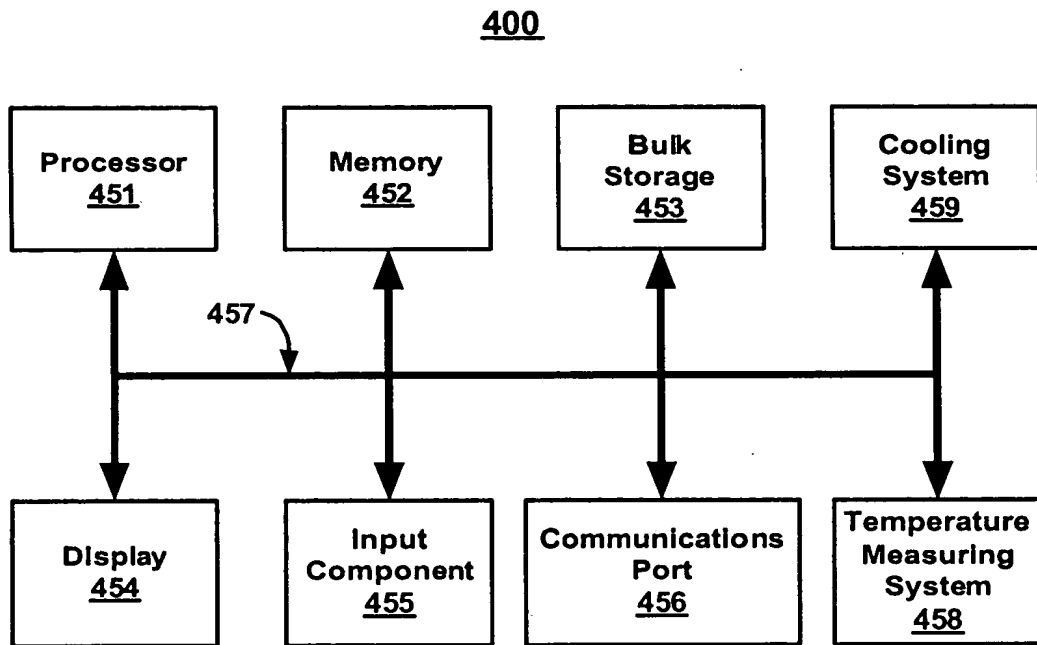 400
Processor
451
Memory
452
Bulk
Storage
453
Cooling
System
459
457
Display
454
Input
Component
455
Communications
Port
456
Temperature
Measuring
System
458